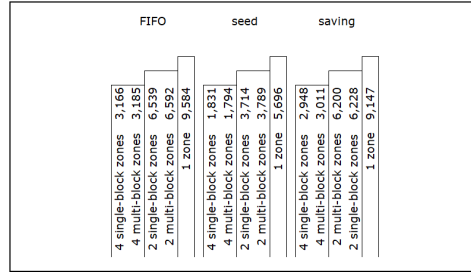 FIFO seed saving
4 single-block zones 3,166
4 multi-block zones 3,185
2 single-block zones 6,539
2 multi-block zones 6,592
1 zone 9,584
4 single-block zones 1,831
4 multi-block zones 1,794
2 single-block zones 3,714
2 multi-block zones 3,789
1 zone 5,696
4 single-block zones 2,948
4 multi-block zones 3,011
2 multi-block zones 6,200
2 single-block zones 6,228
1 zone 9,147